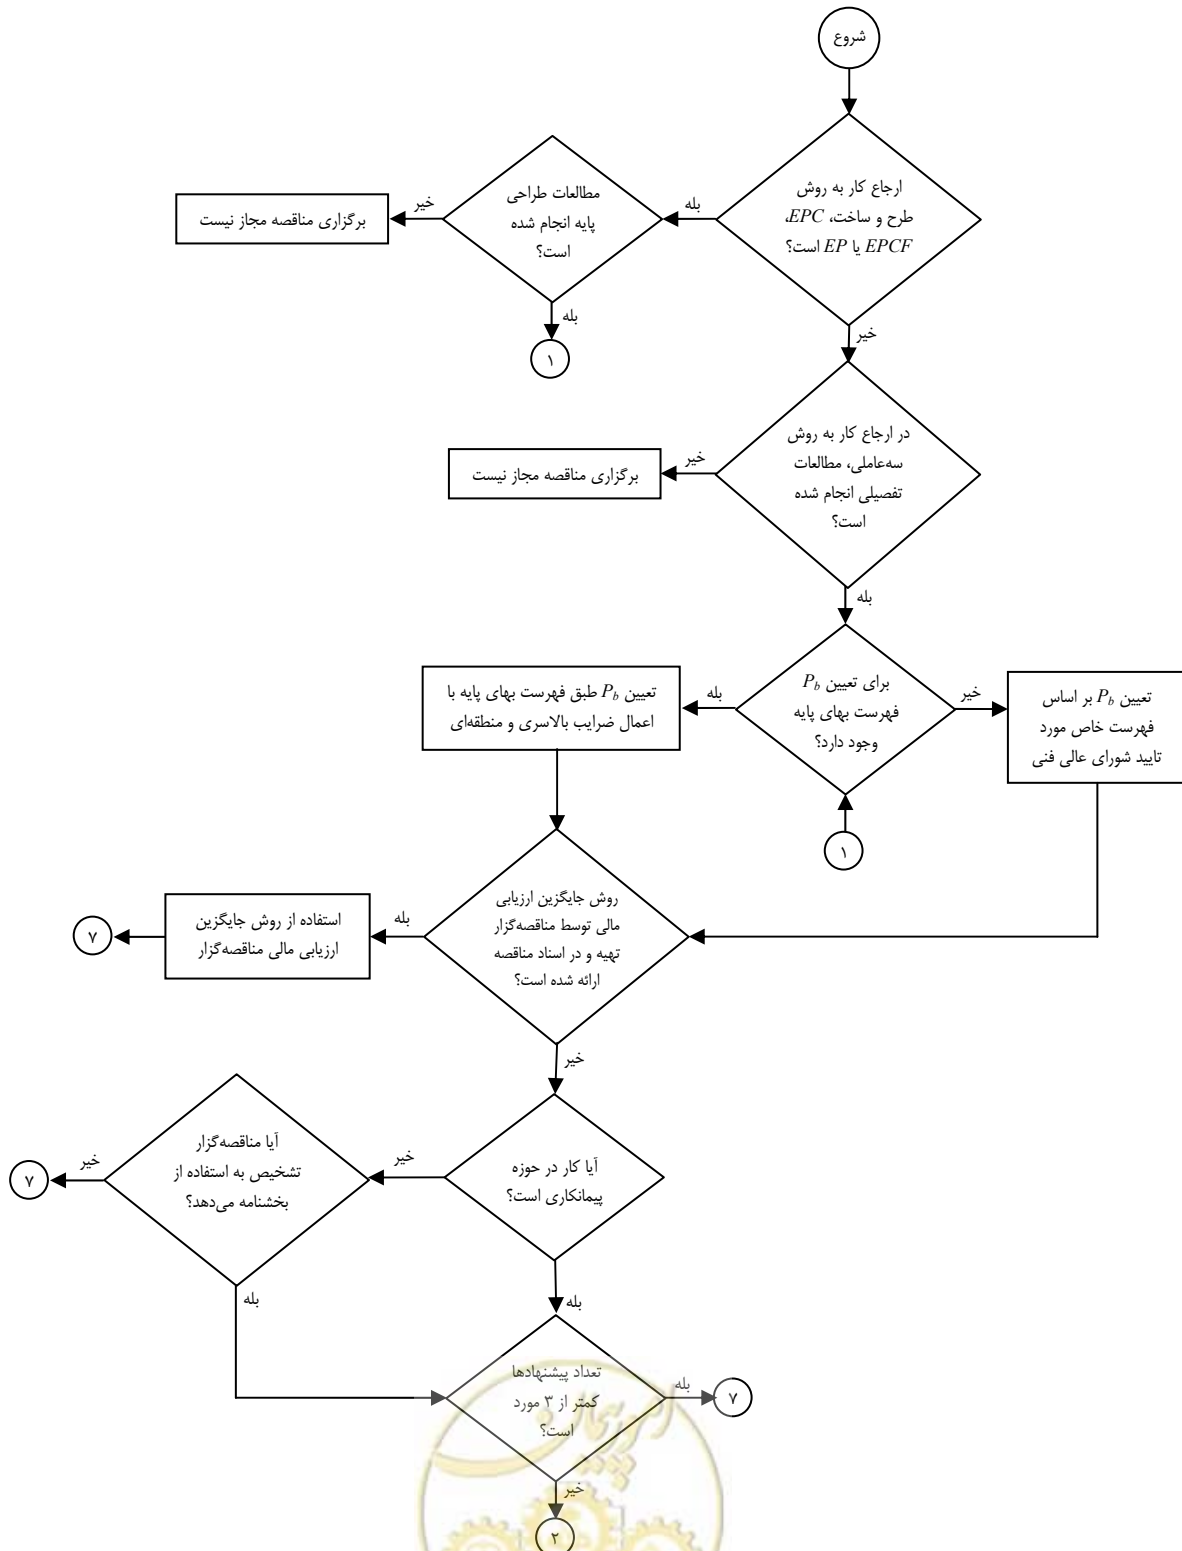 شروع
ارجاع کار به روش
طرح و ساخت، EPC،
EPCF یا EP است؟
بله
مطالعات طراحی
پایه انجام شده
است؟
خیر
برگزاری مناقصه مجاز نیست
بله
۱
خیر
در ارجاع کار به روش
سه‌عاملی، مطالعات
تفصیلی انجام شده
است؟
خیر
برگزاری مناقصه مجاز نیست
بله
برای تعیین Pb
فهرست بهای پایه
وجود دارد؟
خیر
تعیین Pb بر اساس
فهرست خاص مورد
تایید شورای عالی فنی
بله
تعیین Pb طبق فهرست بهای پایه با
اعمال ضرایب بالاسری و منطقه‌ای
۱
روش جایگزین ارزیابی
مالی توسط مناقصه‌گزار
تهیه و در اسناد مناقصه
ارائه شده است؟
بله
استفاده از روش جایگزین
ارزیابی مالی مناقصه‌گزار
۷
خیر
آیا کار در حوزه
پیمانکاری است؟
خیر
آیا مناقصه‌گزار
تشخیص به استفاده از
بخشنامه می‌دهد؟
خیر
۷
بله
بله
تعداد پیشنهادها
کمتر از ۳ مورد
است؟
بله
۷
خیر
۲
امور پیمان